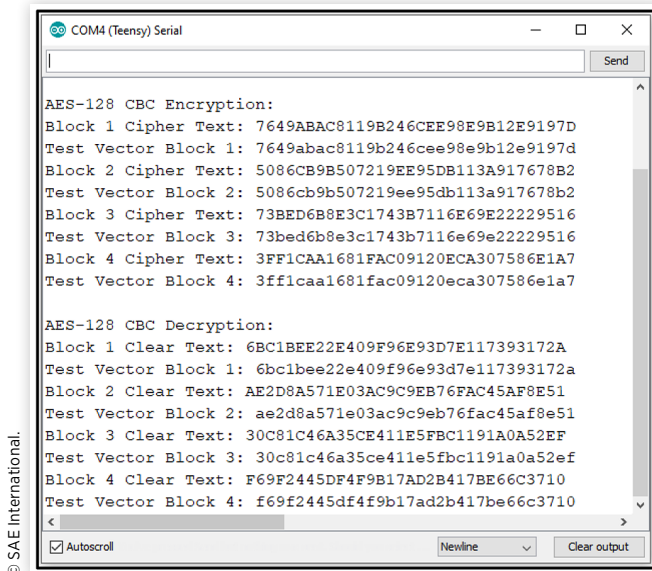 COM4 (Teensy) Serial
Send
AES-128 CBC Encryption:
Block 1 Cipher Text: 7649ABAC8119B246CEE98E9B12E9197D
Test Vector Block 1: 7649abac8119b246cee98e9b12e9197d
Block 2 Cipher Text: 5086CB9B507219EE95DB113A917678B2
Test Vector Block 2: 5086cb9b507219ee95db113a917678b2
Block 3 Cipher Text: 73BED6B8E3C1743B7116E69E22229516
Test Vector Block 3: 73bed6b8e3c1743b7116e69e22229516
Block 4 Cipher Text: 3FF1CAA1681FAC09120ECA307586E1A7
Test Vector Block 4: 3ff1caa1681fac09120eca307586e1a7
AES-128 CBC Decryption:
Block 1 Clear Text: 6BC1BEE22E409F96E93D7E117393172A
Test Vector Block 1: 6bc1bee22e409f96e93d7e117393172a
Block 2 Clear Text: AE2D8A571E03AC9C9EB76FAC45AF8E51
Test Vector Block 2: ae2d8a571e03ac9c9eb76fac45af8e51
Block 3 Clear Text: 30C81C46A35CE411E5FBC1191A0A52EF
Test Vector Block 3: 30c81c46a35ce411e5fbc1191a0a52ef
Block 4 Clear Text: F69F2445DF4F9B17AD2B417BE66C3710
Test Vector Block 4: f69f2445df4f9b17ad2b417be66c3710
Autoscroll
Newline
Clear output
© SAE International.